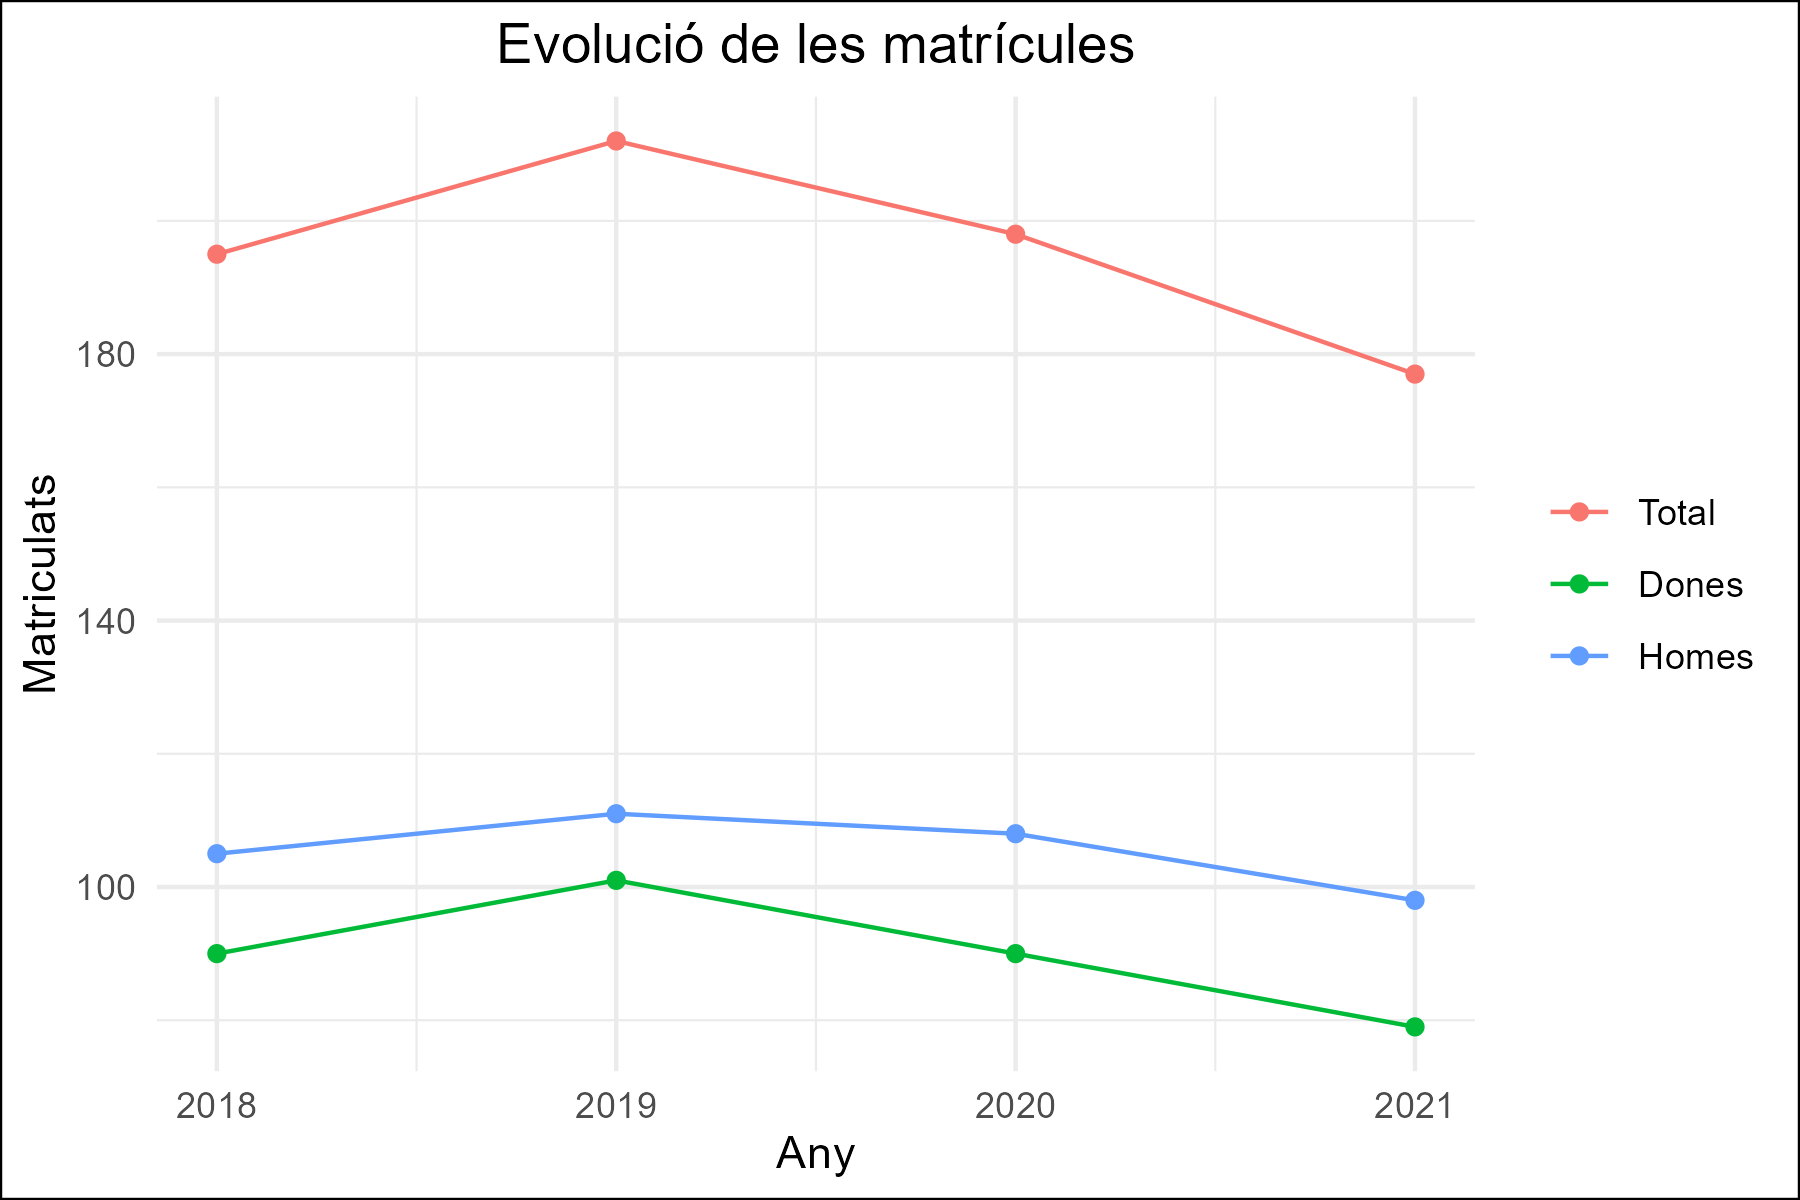 Evolució de les matrícules
Matriculats
180
140
100
2018
2019
2020
2021
Any
Total
Dones
Homes